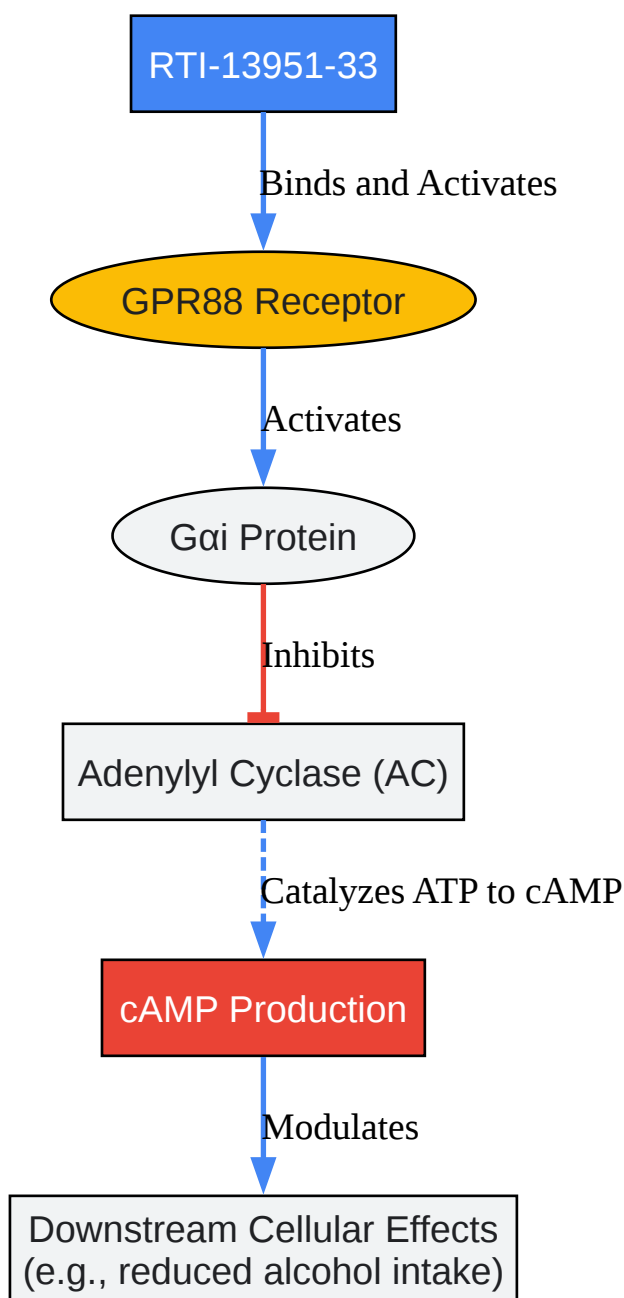 RTI-13951-33
Binds and Activates
GPR88 Receptor
Activates
Gαi Protein
Inhibits
Adenylyl Cyclase (AC)
Catalyzes ATP to cAMP
cAMP Production
Modulates
Downstream Cellular Effects
(e.g., reduced alcohol intake)